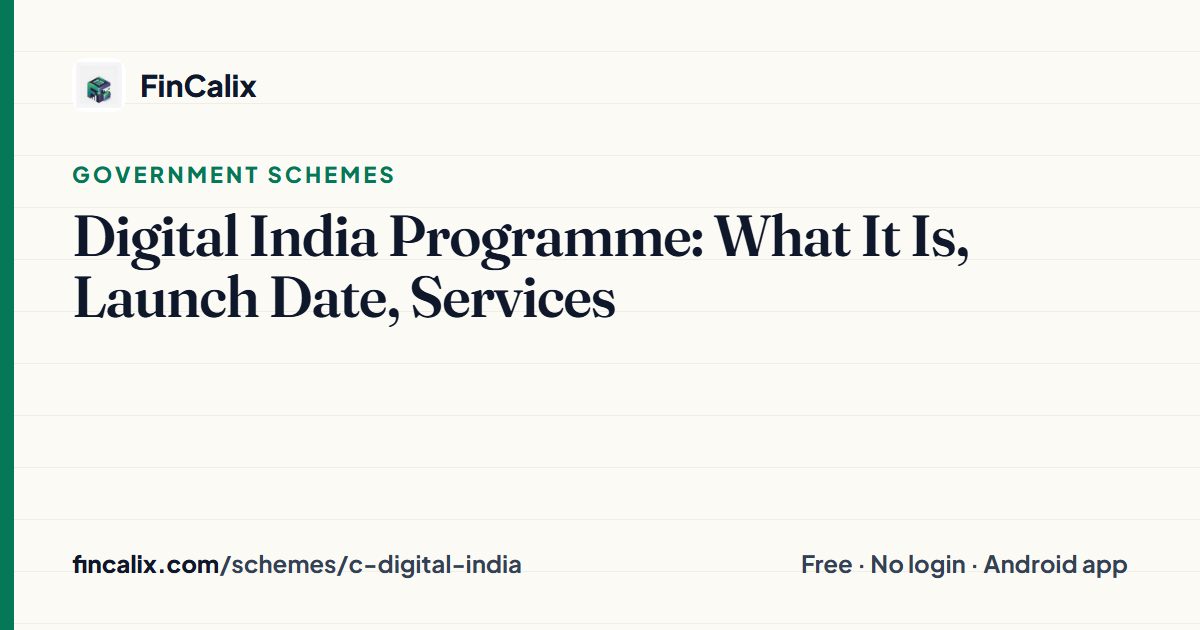 FinCalix
GOVERNMENT SCHEMES
Digital India Programme: What It Is,
Launch Date, Services
fincalix.com/schemes/c-digital-india
Free · No login · Android app